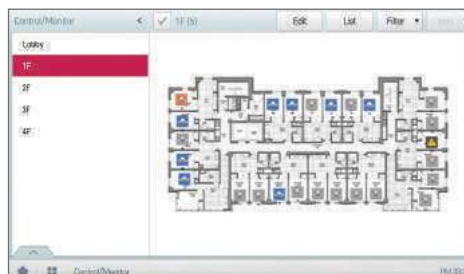 Control/Monitor < 1F (5) Edit List Filter ▼
Lobby
1F
2F
3F
4F
Control/Monitor